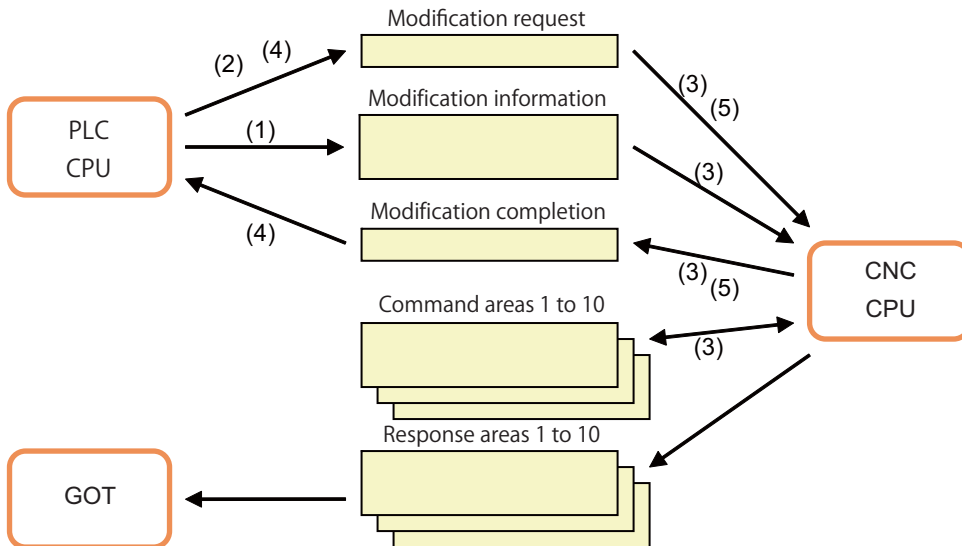 Modification request
(2)
(4)
(3)
(5)
Modification information
PLC
CPU
(1)
(3)
Modification completion
(4)
(3)
(5)
CNC
CPU
Command areas 1 to 10
(3)
Response areas 1 to 10
GOT